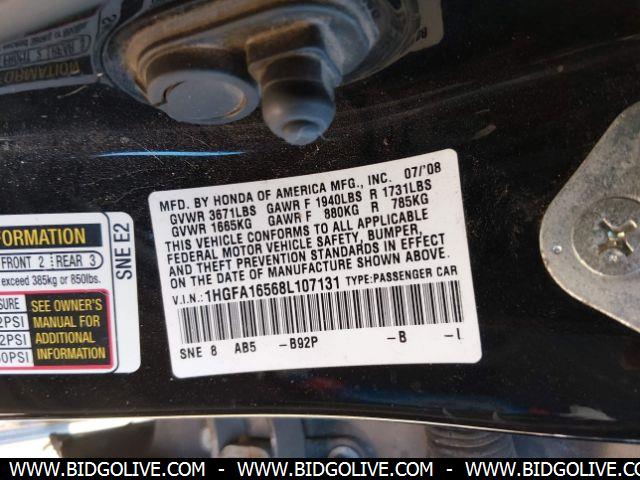 MFD. BY HONDA OF AMERICA MFG., INC. 07/'08
GVWR 3671LBS GAWR F 1940LBS R 1731LBS
GVWR 1665KG GAWR F 880KG R 785KG
THIS VEHICLE CONFORMS TO ALL APPLICABLE
FEDERAL MOTOR VEHICLE SAFETY, BUMPER,
AND THEFT PREVENTION STANDARDS IN EFFECT
ON THE DATE OF MANUFACTURE SHOWN ABOVE.
V.I.N.: 1HGFA16568L107131 TYPE:PASSENGER CAR
SNE 8 AB5 -B92P -B -I
FORMATION
FRONT 2 REAR 3
exceed 385kg or 850lbs.
SNE E2
SURE
2PSI
2PSI
0PSI
SEE OWNER'S
MANUAL FOR
ADDITIONAL
INFORMATION
WWW.BIDGOLIVE.COM - WWW.BIDGOLIVE.COM - WWW.BIDGOLIVE.COM